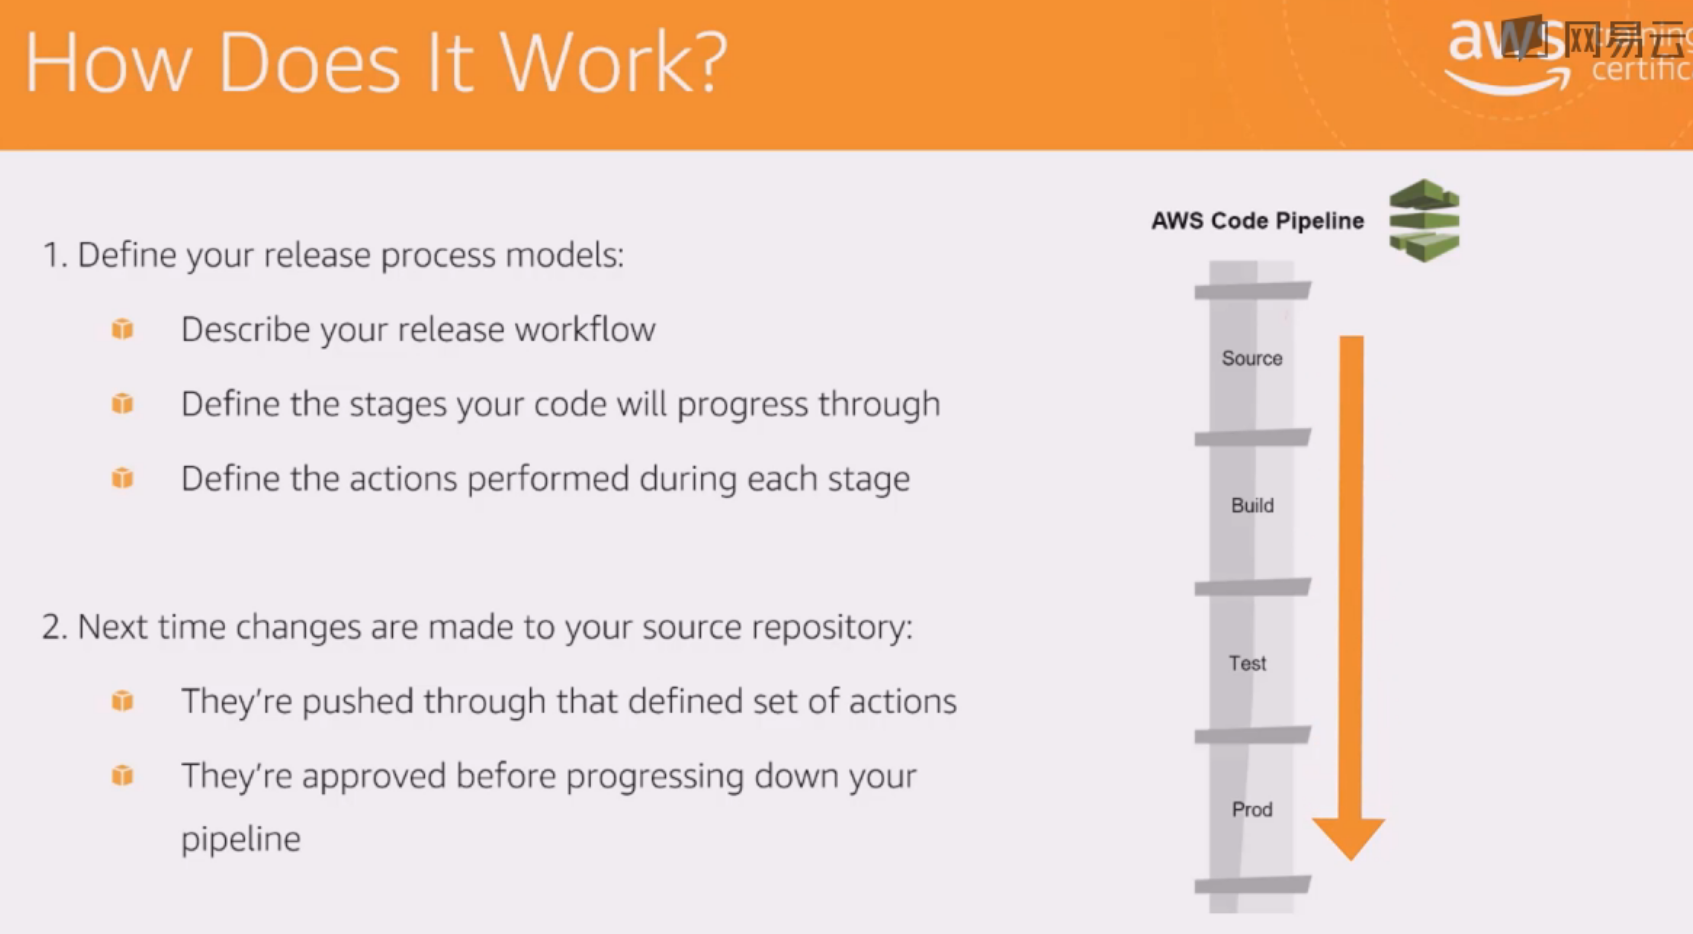 How Does It Work?
aws
网易云
certific
AWS Code Pipeline
1. Define your release process models:
Describe your release workflow
Define the stages your code will progress through
Define the actions performed during each stage
2. Next time changes are made to your source repository:
They're pushed through that defined set of actions
They're approved before progressing down your
pipeline
Source
Build
Test
Prod